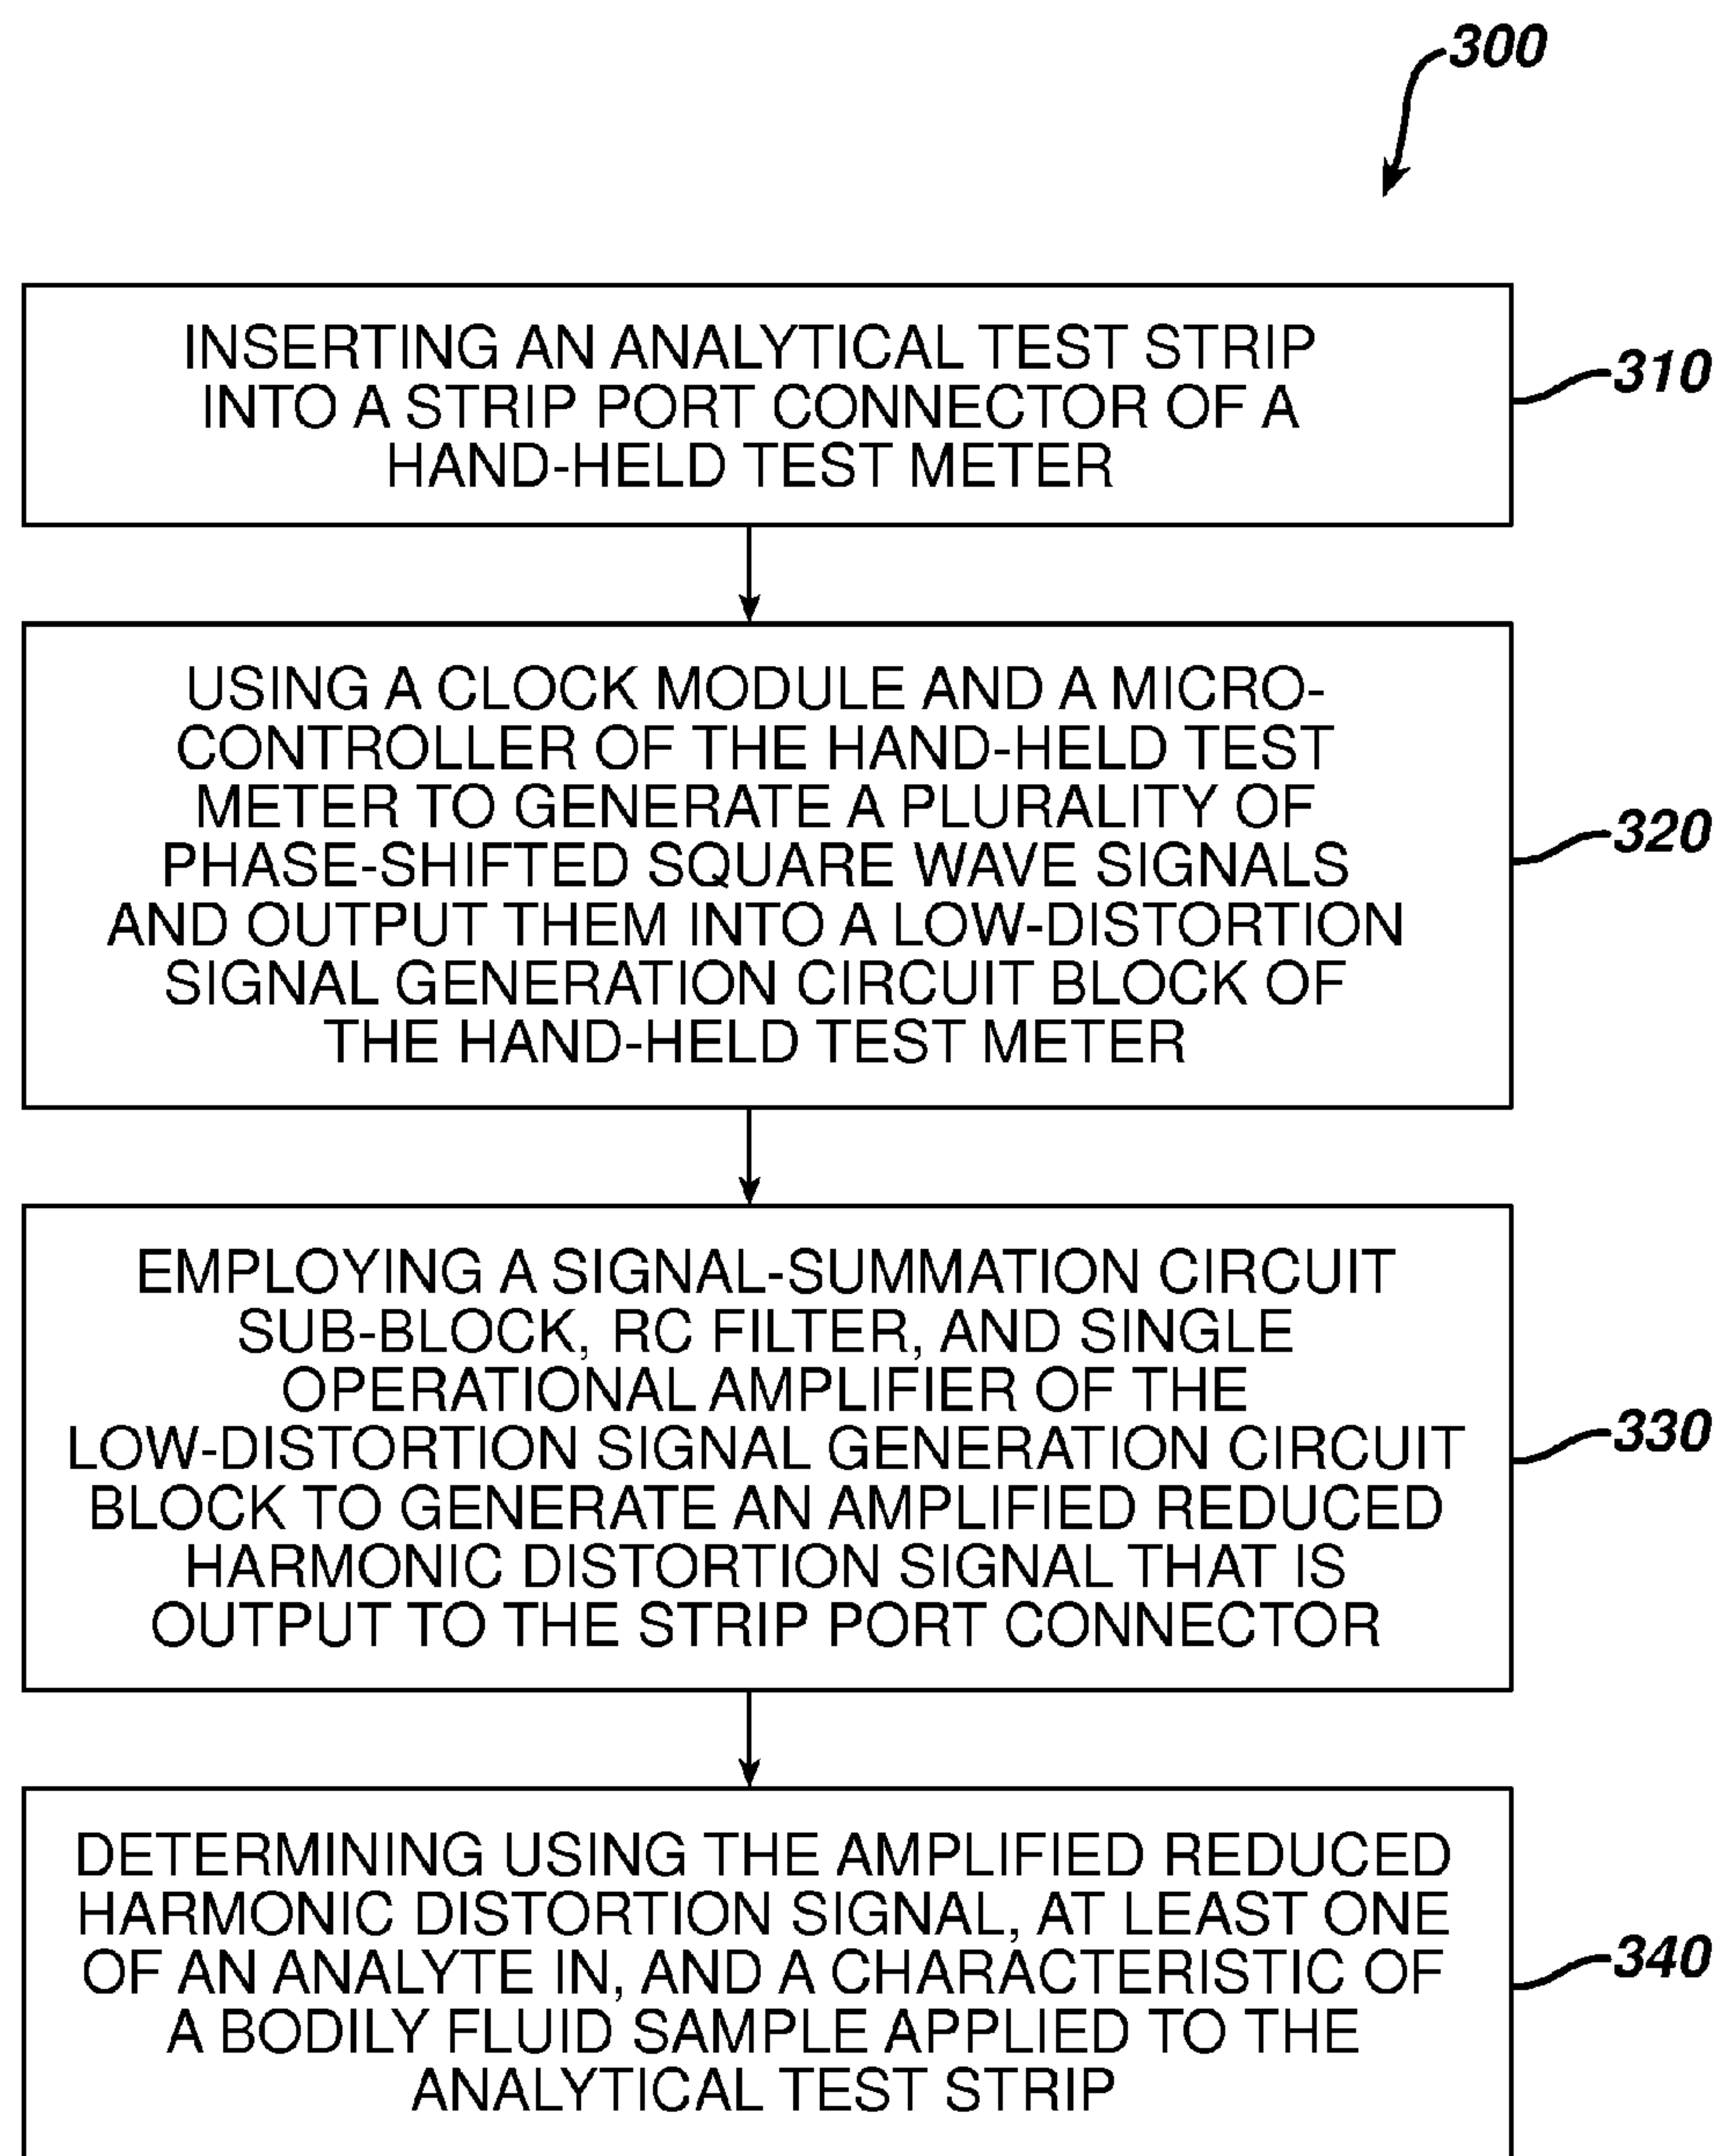 300
INSERTING AN ANALYTICAL TEST STRIP
INTO A STRIP PORT CONNECTOR OF A
HAND-HELD TEST METER
310
USING A CLOCK MODULE AND A MICRO-
CONTROLLER OF THE HAND-HELD TEST
METER TO GENERATE A PLURALITY OF
PHASE-SHIFTED SQUARE WAVE SIGNALS
AND OUTPUT THEM INTO A LOW-DISTORTION
SIGNAL GENERATION CIRCUIT BLOCK OF
THE HAND-HELD TEST METER
320
EMPLOYING A SIGNAL-SUMMATION CIRCUIT
SUB-BLOCK, RC FILTER, AND SINGLE
OPERATIONAL AMPLIFIER OF THE
LOW-DISTORTION SIGNAL GENERATION CIRCUIT
BLOCK TO GENERATE AN AMPLIFIED REDUCED
HARMONIC DISTORTION SIGNAL THAT IS
OUTPUT TO THE STRIP PORT CONNECTOR
330
DETERMINING USING THE AMPLIFIED REDUCED
HARMONIC DISTORTION SIGNAL, AT LEAST ONE
OF AN ANALYTE IN, AND A CHARACTERISTIC OF
A BODILY FLUID SAMPLE APPLIED TO THE
ANALYTICAL TEST STRIP
340